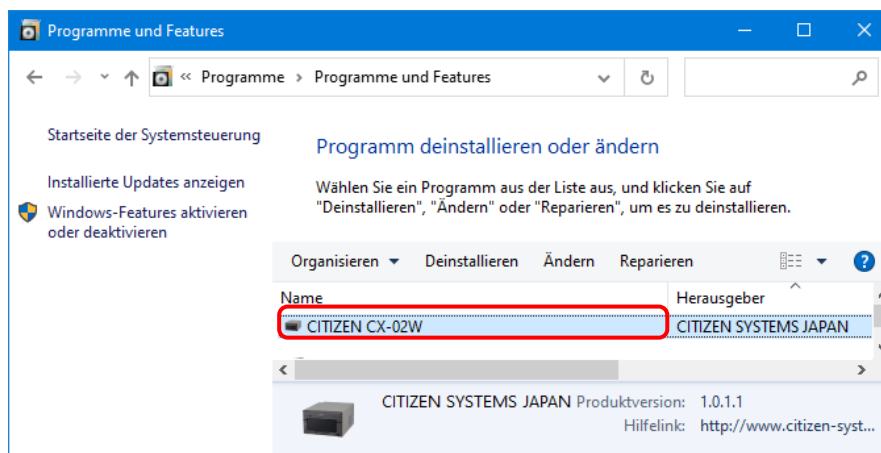 Programme und Features
« Programme › Programme und Features
Startseite der Systemsteuerung
Installierte Updates anzeigen
Windows-Features aktivieren
oder deaktivieren
Programm deinstallieren oder ändern
Wählen Sie ein Programm aus der Liste aus, und klicken Sie auf
"Deinstallieren", "Ändern" oder "Reparieren", um es zu deinstallieren.
Organisieren Deinstallieren Ändern Reparieren ?
Name Herausgeber
CITIZEN CX-02W CITIZEN SYSTEMS JAPAN
CITIZEN SYSTEMS JAPAN Produktversion: 1.0.1.1
Hilfelink: http://www.citizen-syst...